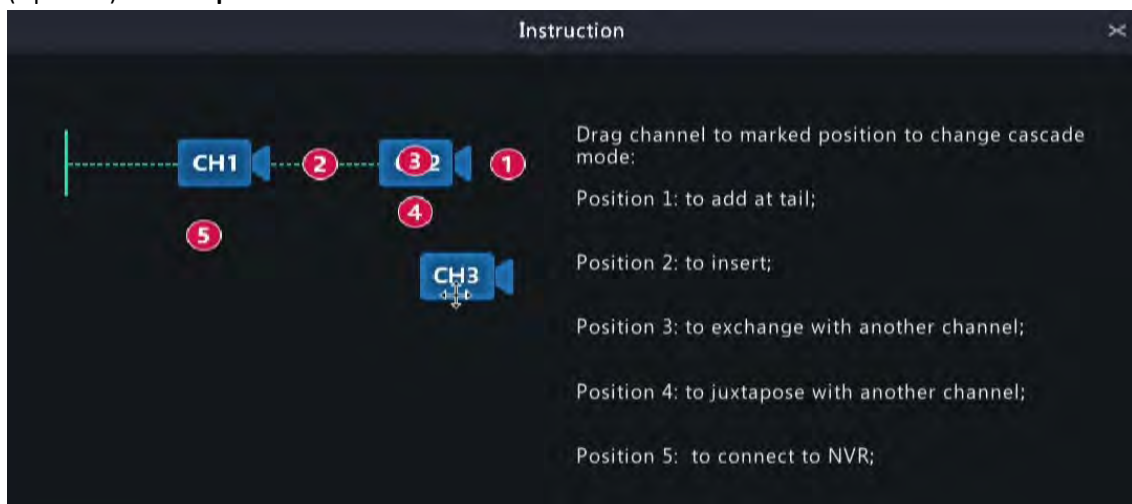 Instruction
Drag channel to marked position to change cascade
mode:
CH1
2
3
2
1
Position 1: to add at tail;
4
5
Position 2: to insert;
CH3
Position 3: to exchange with another channel;
Position 4: to juxtapose with another channel;
Position 5: to connect to NVR;